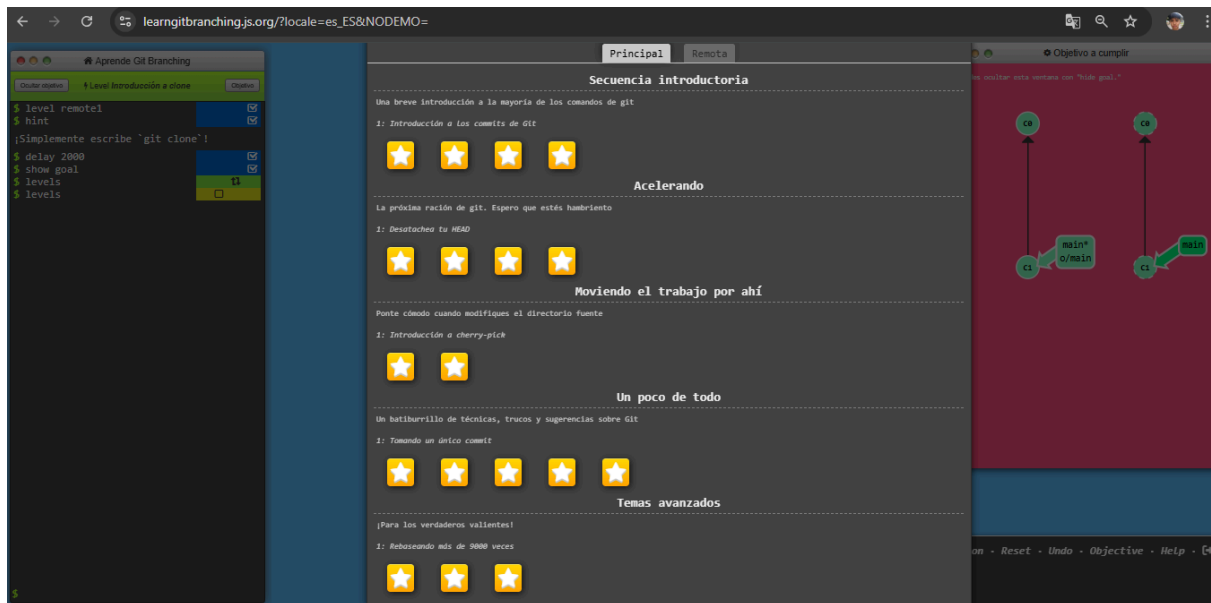 learngitbranching.js.org/?locale=es_ES&NODEMO=
Aprende Git Branching
Ocultar objetivo
Level Introducción a clone
Objetivo
$ level remote1
$ hint
¡Simplemente escribe `git clone`!
$ delay 2000
$ show goal
$ levels
$ levels
$
Principal
Remota
Secuencia introductoria
Una breve introducción a la mayoría de los comandos de git
1: Introducción a los commits de Git
Acelerando
La próxima ración de git. Espero que estés hambriento
1: Desatachea tu HEAD
Moviendo el trabajo por ahí
Ponte cómodo cuando modifiques el directorio fuente
1: Introducción a cherry-pick
Un poco de todo
Un batiburrillo de técnicas, trucos y sugerencias sobre Git
1: Tomando un único commit
Temas avanzados
¡Para los verdaderos valientes!
1: Rebaseando más de 9000 veces
Objetivo a cumplir
ocultar esta ventana con "hide goal."
C0
C0
main*
o/main
main
C1
C1
on · Reset · Undo · Objective · Help ·